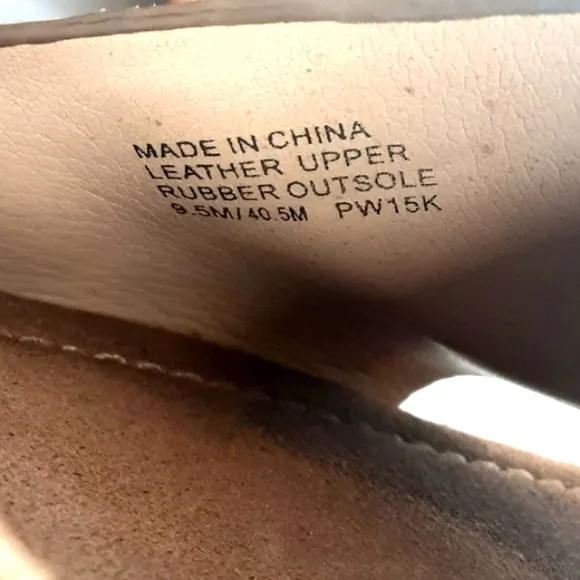 MADE IN CHINA
LEATHER UPPER
RUBBER OUTSOLE
9.5M/40.5M PW15K